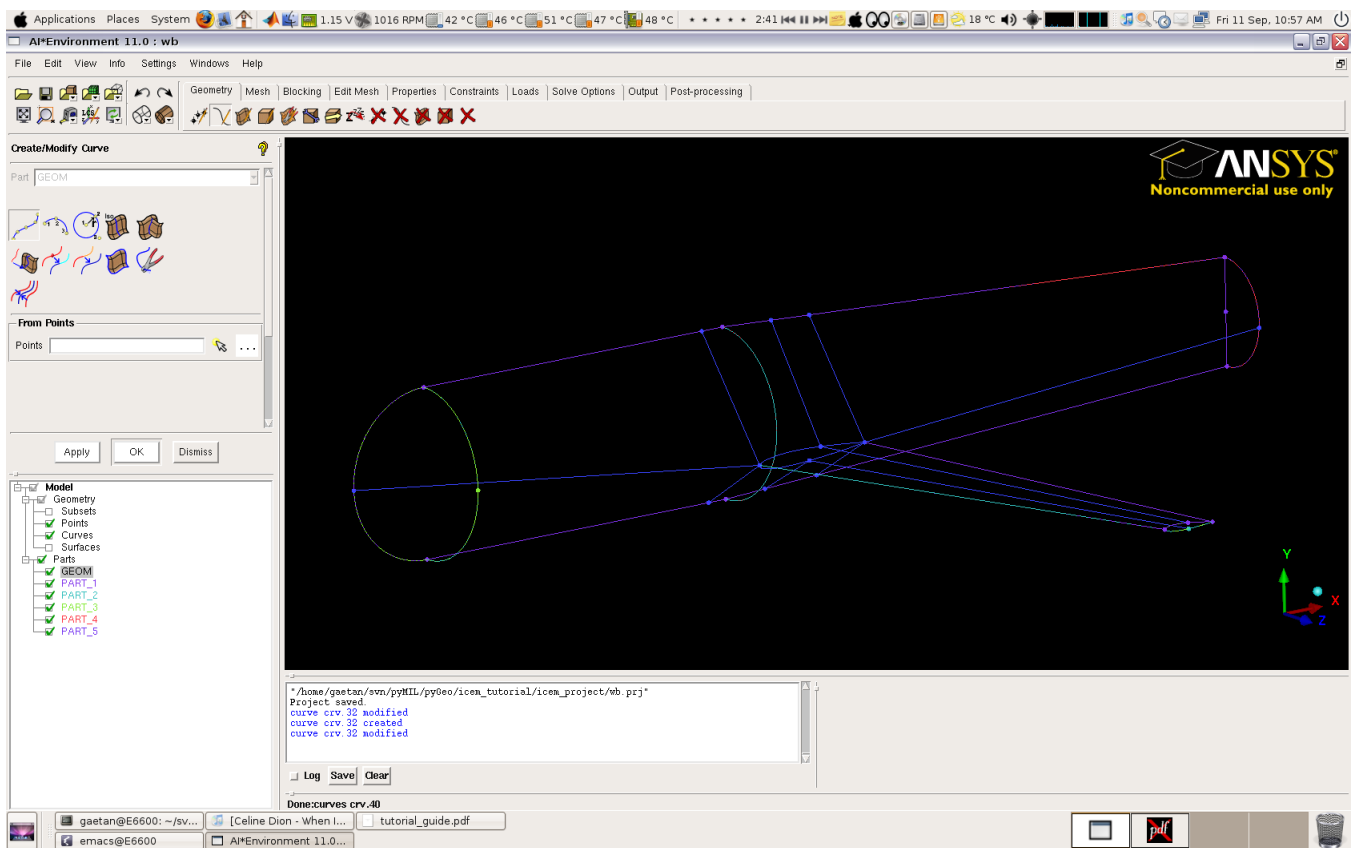 Applications Places System 1.15 V 1016 RPM 42 °C 46 °C 51 °C 47 °C 48 °C 2:41 18 °C Fri 11 Sep, 10:57 AM
AI*Environment 11.0 : wb
File Edit View Info Settings Windows Help
Geometry Mesh Blocking Edit Mesh Properties Constraints Loads Solve Options Output Post-processing
LCS
Create/Modify Curve
Part GEOM
Iso
From Points
Points ...
Apply OK Dismiss
Model
Geometry
Subsets
Points
Curves
Surfaces
Parts
GEOM
PART_1
PART_2
PART_3
PART_4
PART_5
ANSYS
Noncommercial use only
Y
X
Z
"/home/gaetan/svn/pyMIL/pyGeo/icem_tutorial/icem_project/wb.prj"
Project saved.
curve crv.32 modified
curve crv.32 created
curve crv.32 modified
Log Save Clear
Done:curves crv.40
gaetan@E6600: ~/sv... [Celine Dion - When I... tutorial_guide.pdf
emacs@E6600 AI*Environment 11.0...
pdf